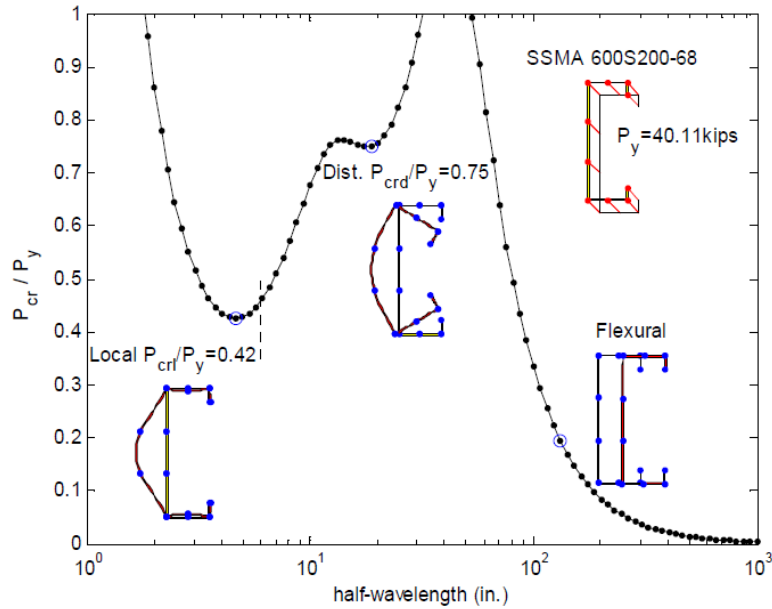 1
0.9
0.8
0.7
0.6
0.5
0.4
0.3
0.2
0.1
0
P_cr / P_y
SSMA 600S200-68
P_y=40.11kips
Dist. P_crd/P_y=0.75
Local P_crl/P_y=0.42
Flexural
10^0
10^1
10^2
10^3
half-wavelength (in.)